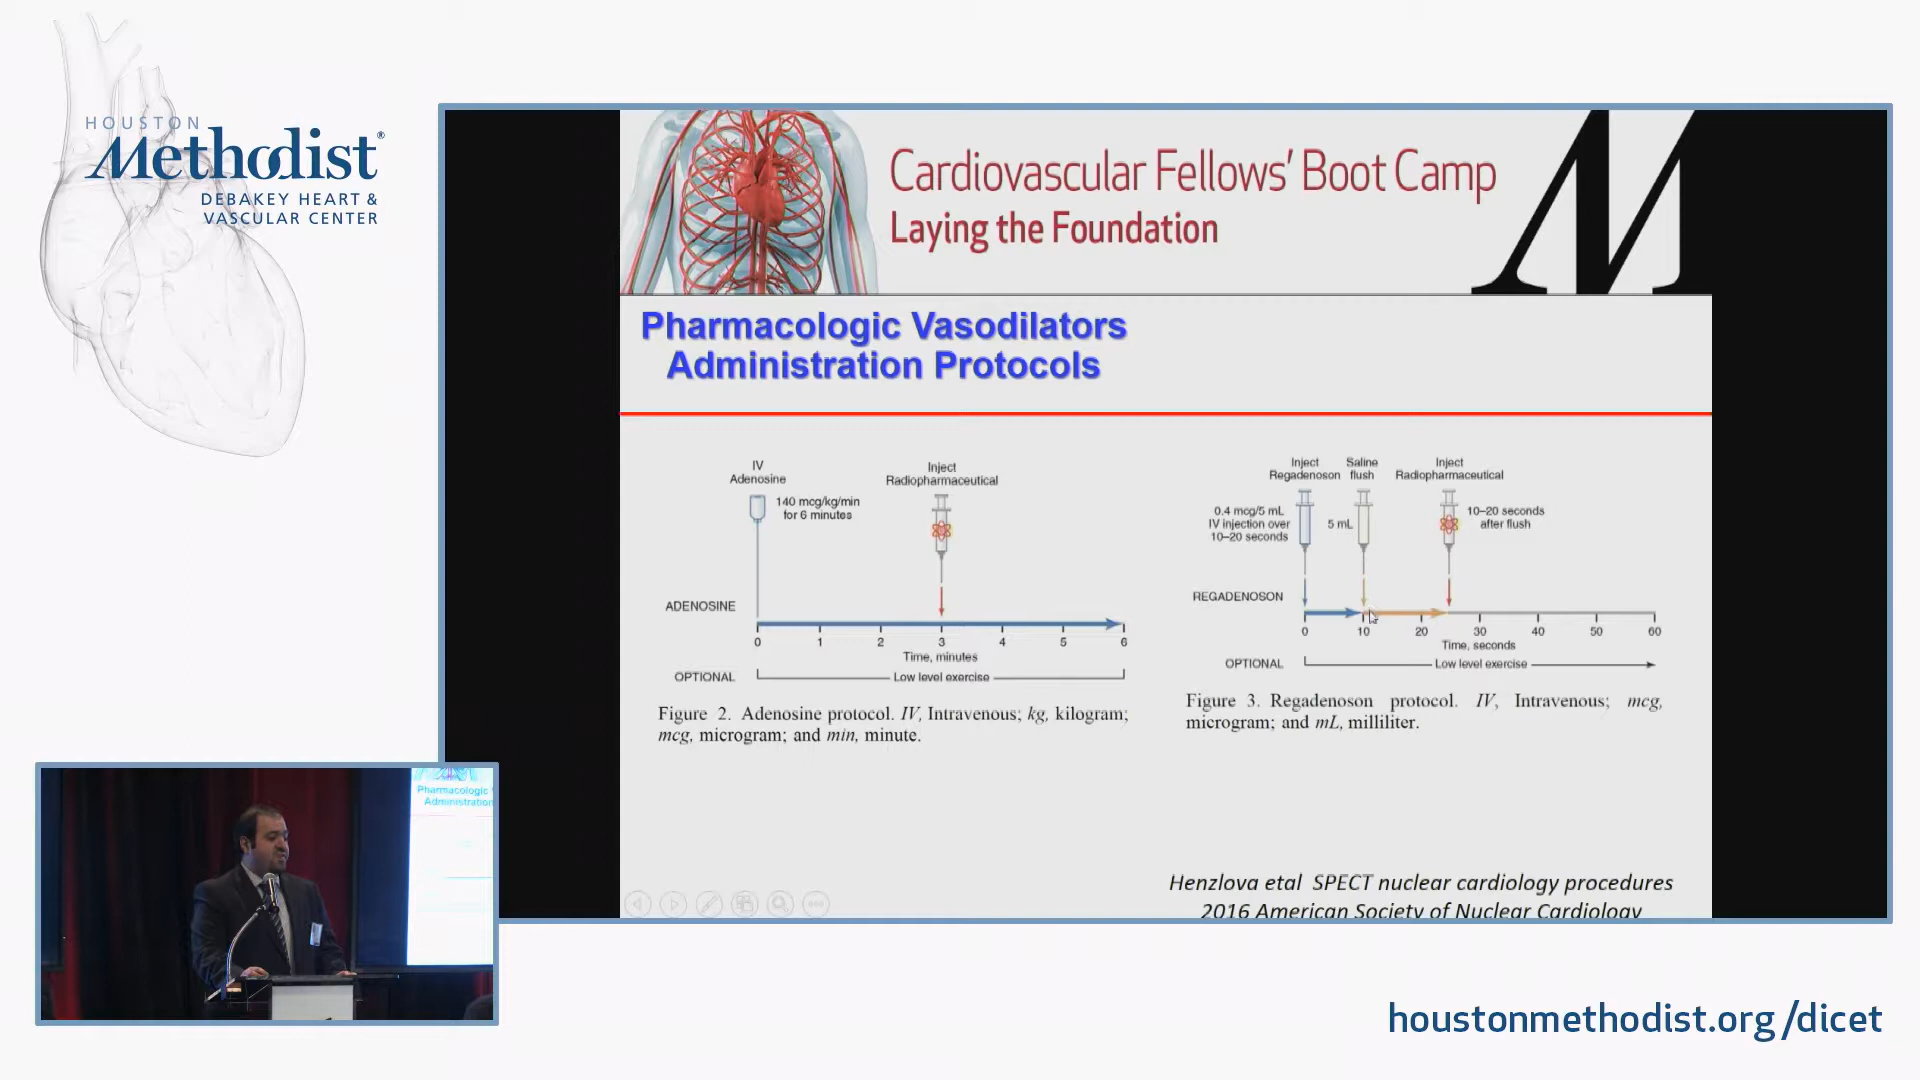 HOUSTON
Methodist®
DEBAKEY HEART &
VASCULAR CENTER
Cardiovascular Fellows' Boot Camp
Laying the Foundation
M
Pharmacologic Vasodilators
Administration Protocols
IV
Adenosine
140 mcg/kg/min
for 6 minutes
Inject
Radiopharmaceutical
ADENOSINE
0 1 2 3 4 5 6
Time, minutes
OPTIONAL
Low level exercise
Figure 2. Adenosine protocol. IV, Intravenous; kg, kilogram;
mcg, microgram; and min, minute.
Inject
Regadenoson
Saline
flush
Inject
Radiopharmaceutical
0.4 mcg/5 mL
IV injection over
10–20 seconds
5 mL
10–20 seconds
after flush
REGADENOSON
0 10 20 30 40 50 60
Time, seconds
OPTIONAL
Low level exercise
Figure 3. Regadenoson protocol. IV, Intravenous; mcg,
microgram; and mL, milliliter.
Henzlova etal SPECT nuclear cardiology procedures
2016 American Society of Nuclear Cardiology
Pharmacologic
Administration
houstonmethodist.org/dicet